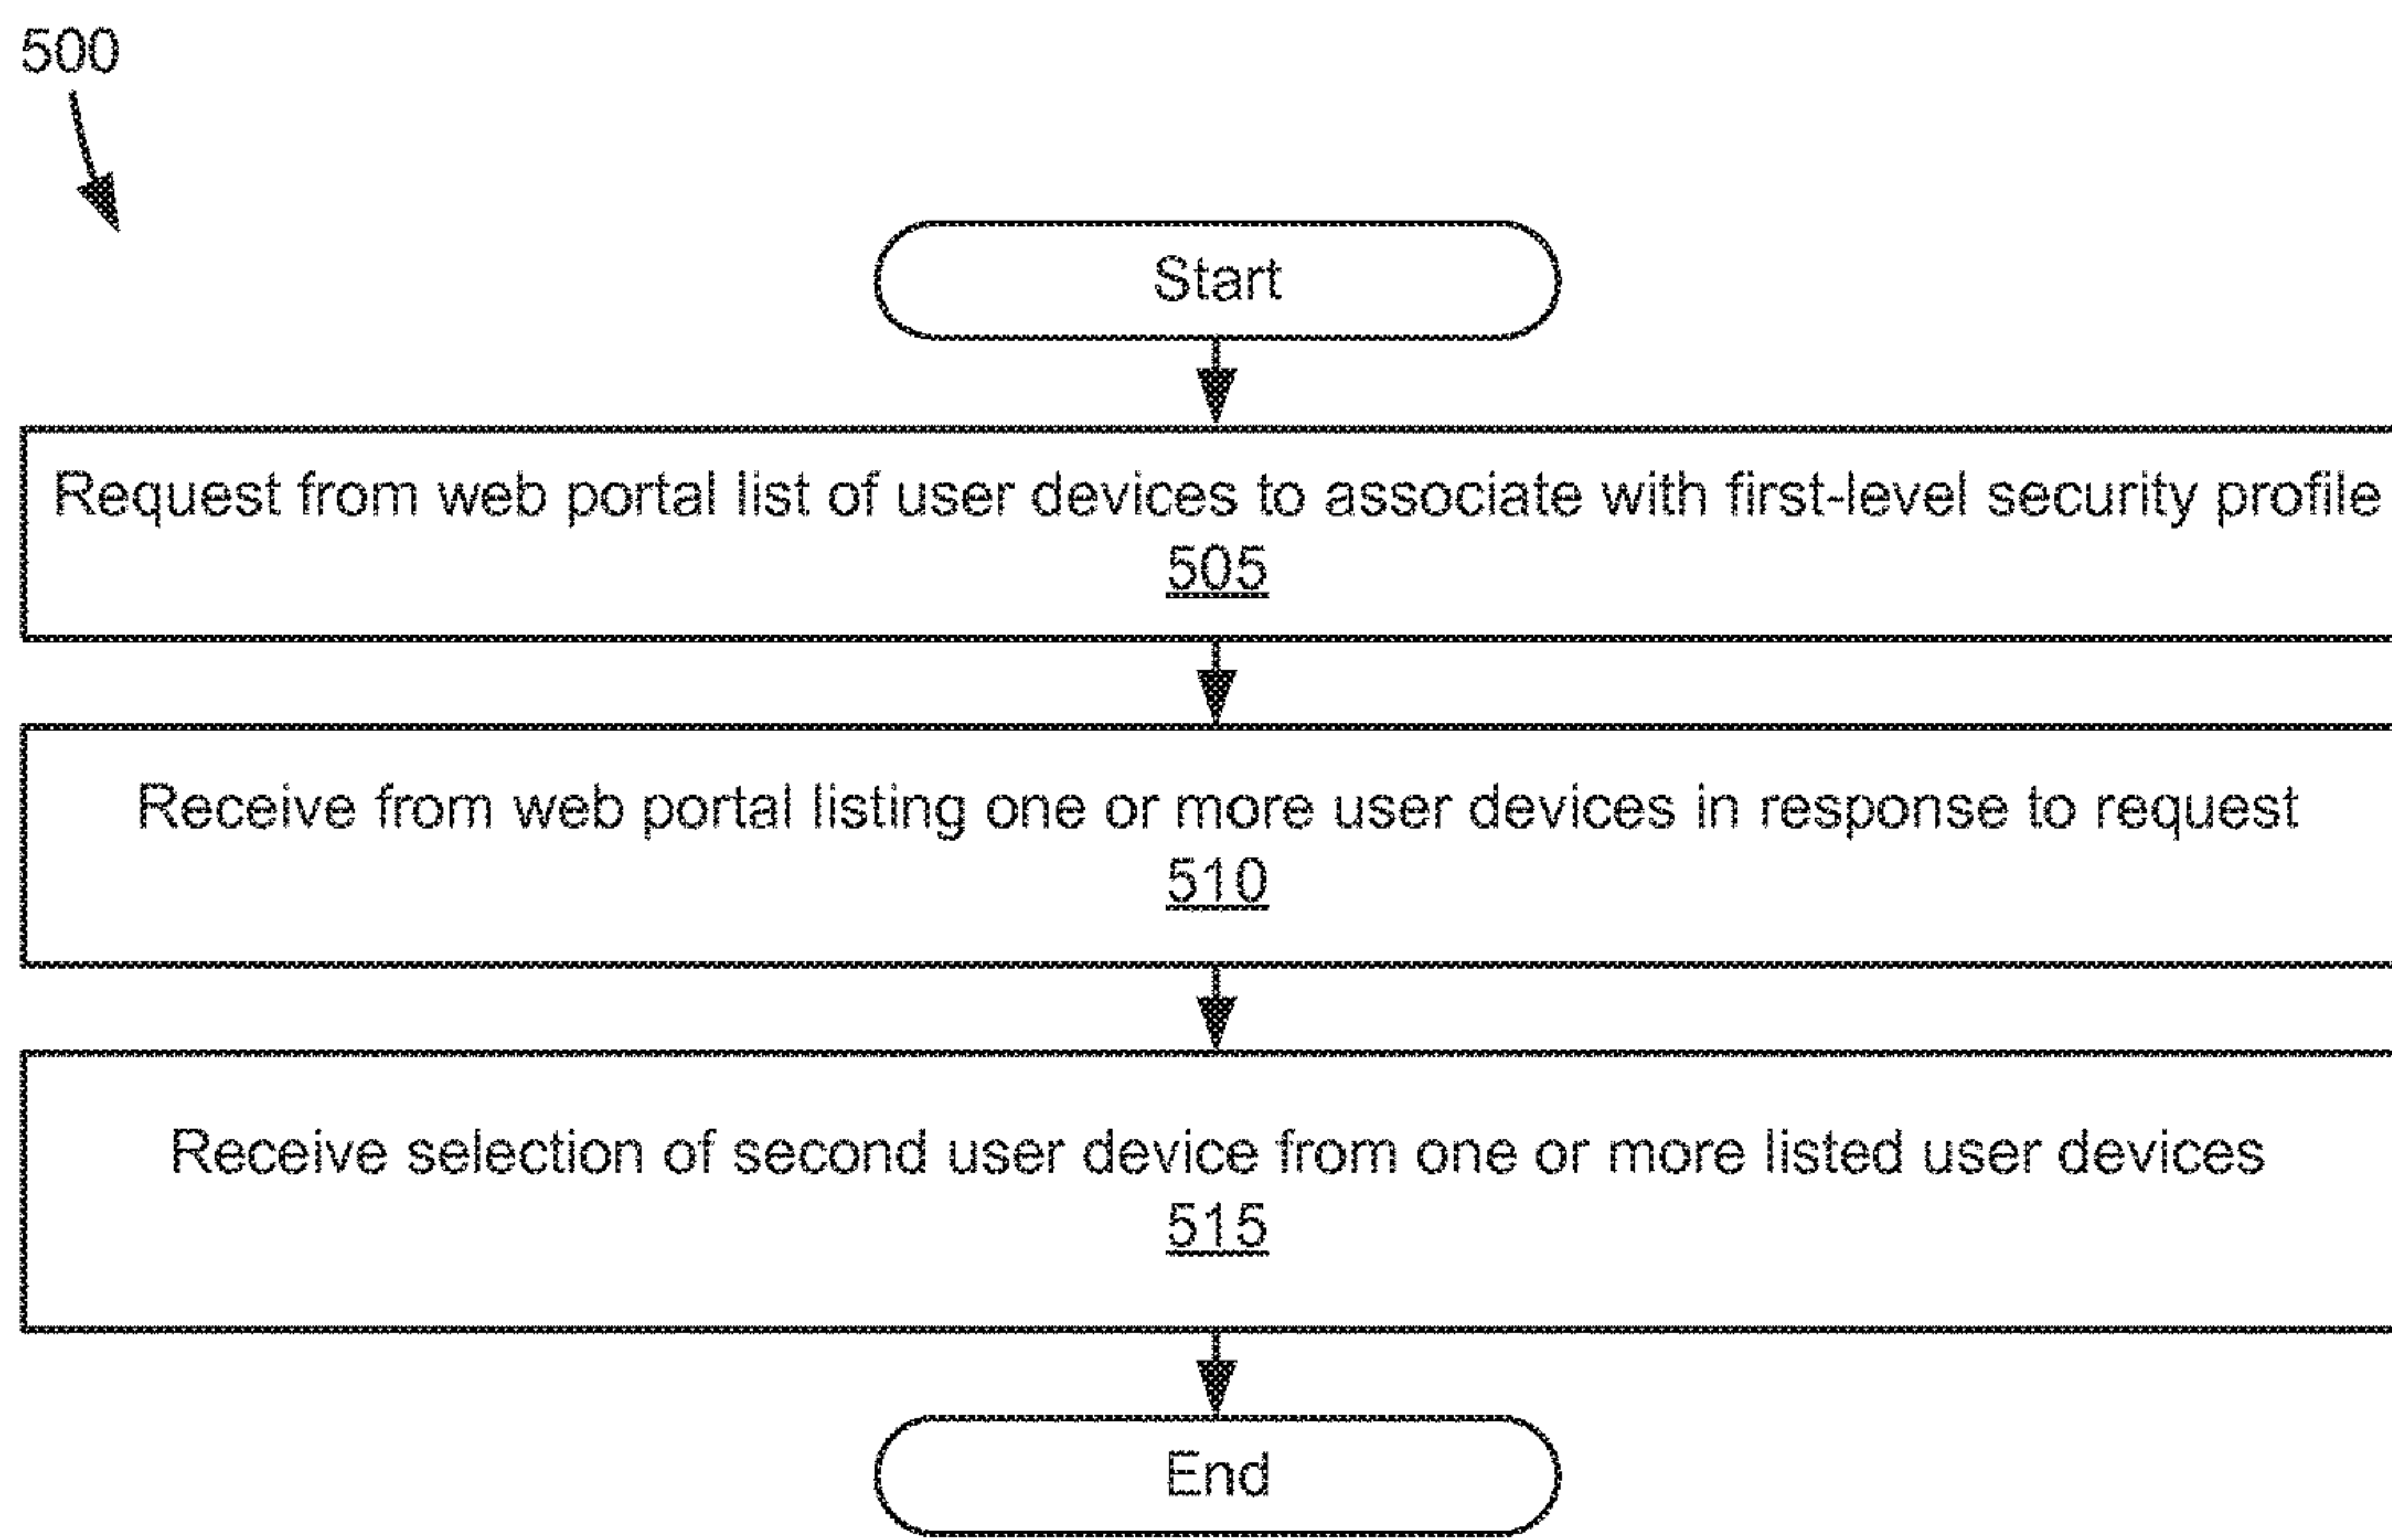 500
Start
Request from web portal list of user devices to associate with first-level security profile
505
Receive from web portal listing one or more user devices in response to request
510
Receive selection of second user device from one or more listed user devices
515
End